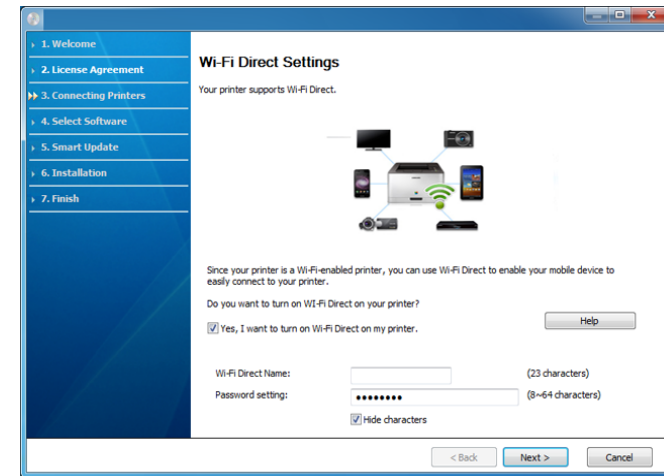 1. Welcome
2. License Agreement
3. Connecting Printers
4. Select Software
5. Smart Update
6. Installation
7. Finish
Wi-Fi Direct Settings
Your printer supports Wi-Fi Direct.
Since your printer is a Wi-Fi-enabled printer, you can use Wi-Fi Direct to enable your mobile device to
easily connect to your printer.
Do you want to turn on WI-Fi Direct on your printer?
Yes, I want to turn on Wi-Fi Direct on my printer.
Help
Wi-Fi Direct Name: (23 characters)
Password setting: ●●●●●●●● (8~64 characters)
Hide characters
< Back Next > Cancel